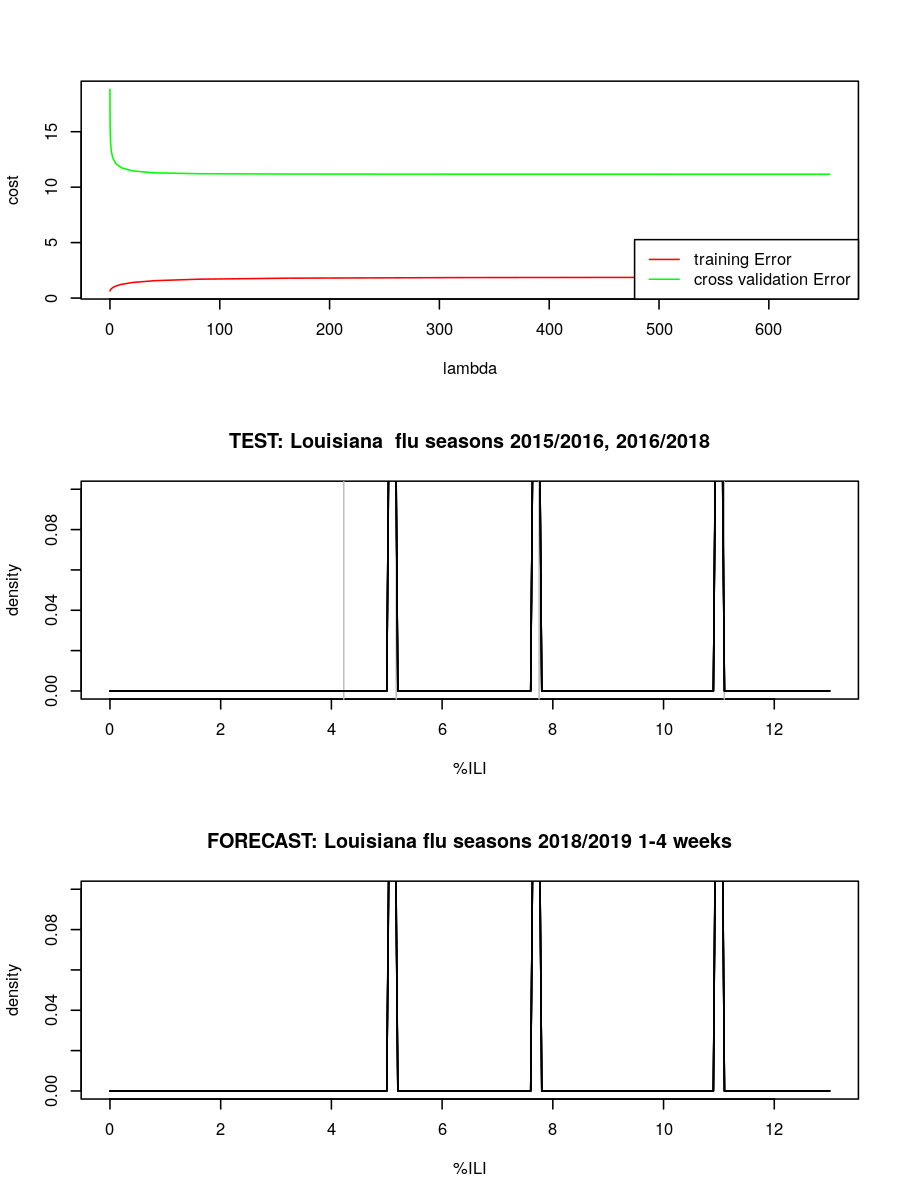 cost
15
10
5
0
training Error
cross validation Error
0 100 200 300 400 500 600
lambda
TEST: Louisiana  flu seasons 2015/2016, 2016/2018
density
0.08
0.04
0.00
0 2 4 6 8 10 12
%ILI
FORECAST: Louisiana flu seasons 2018/2019 1-4 weeks
density
0.08
0.04
0.00
0 2 4 6 8 10 12
%ILI